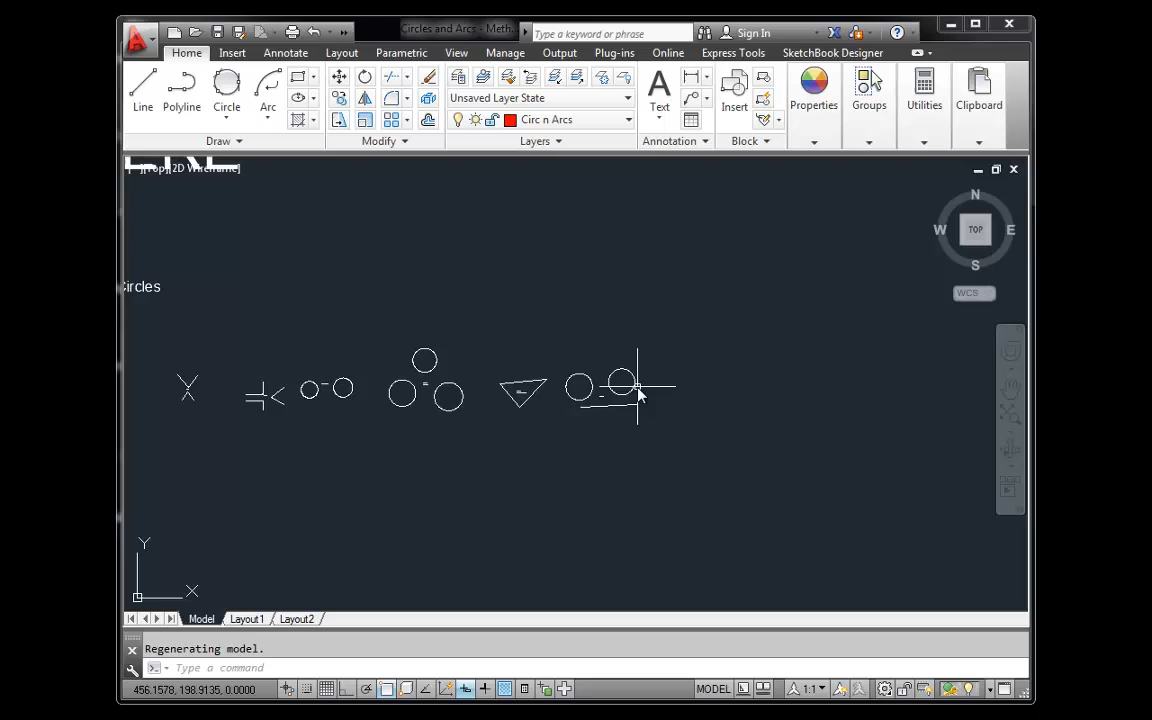 Circles and Arcs - Meth...
Type a keyword or phrase
Sign In
Home Insert Annotate Layout Parametric View Manage Output Plug-ins Online Express Tools SketchBook Designer
Unsaved Layer State
Line Polyline Circle Arc Text Insert Properties Groups Utilities Clipboard
Circ n Arcs
Draw Modify Layers Annotation Block
[Top][2D Wireframe]
N
W TOP E
S
WCS
Circles
Y
X
Model Layout1 Layout2
Regenerating model.
Type a command
456.1578, 198.9135, 0.0000
MODEL
1:1